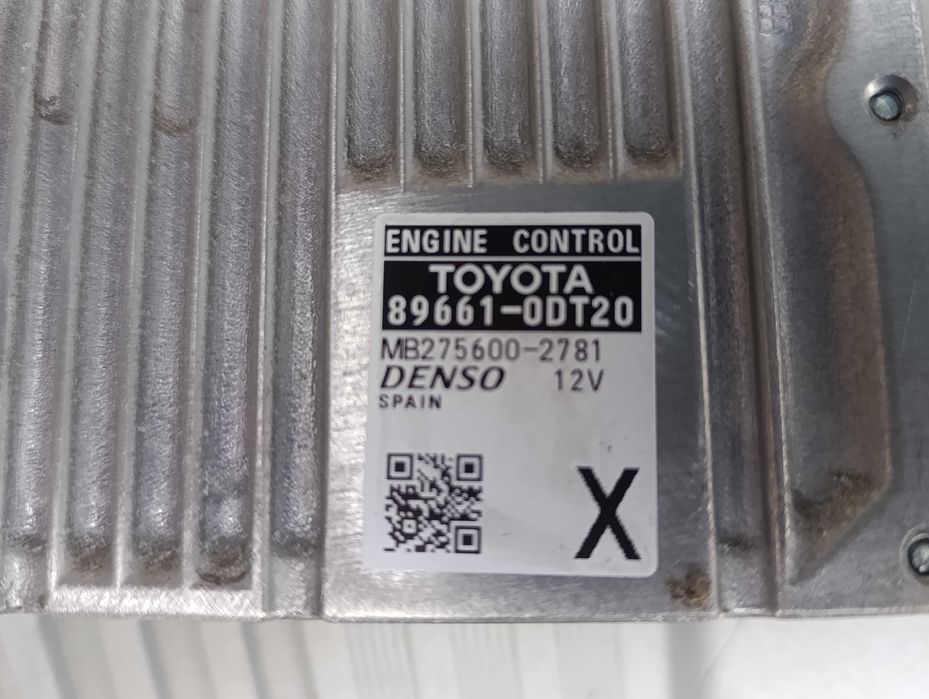 ENGINE CONTROL
TOYOTA
89661-0DT20
MB275600-2781
DENSO 12V
SPAIN
X